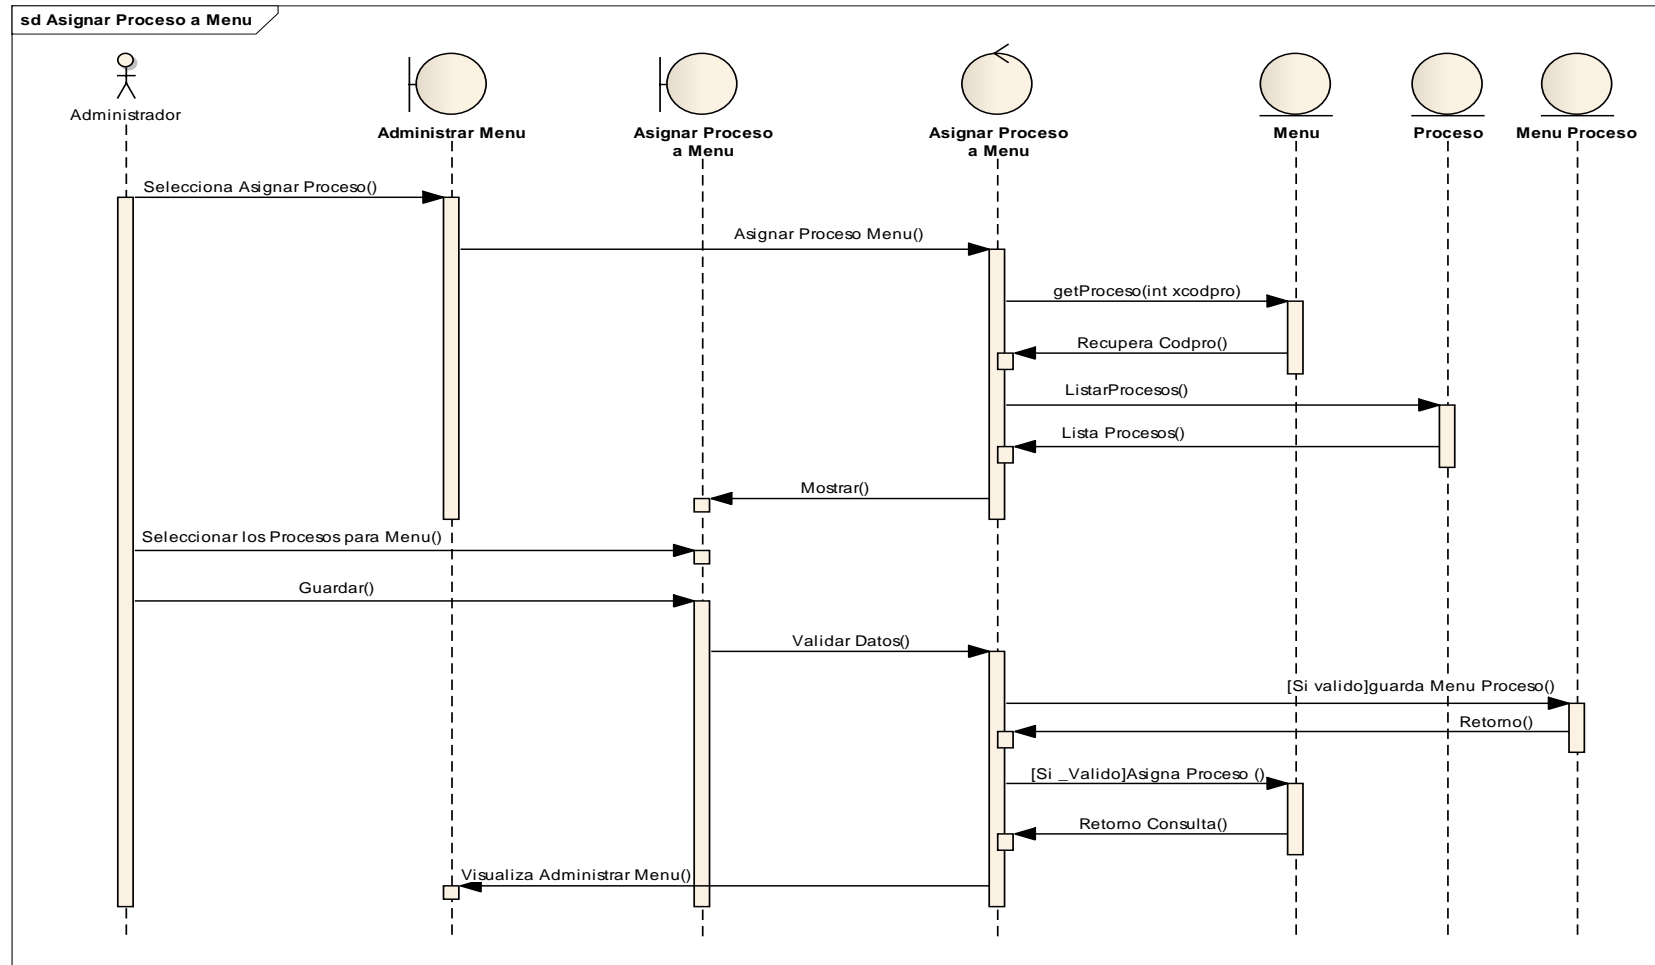 sd Asignar Proceso a Menu
Administrador
Administrar Menu
Asignar Proceso
a Menu
Asignar Proceso
a Menu
Menu
Proceso
Menu Proceso
Selecciona Asignar Proceso()
Asignar Proceso Menu()
getProceso(int xcodpro)
Recupera Codpro()
ListarProcesos()
Lista Procesos()
Mostrar()
Seleccionar los Procesos para Menu()
Guardar()
Validar Datos()
[Si valido]guarda Menu Proceso()
Retorno()
[Si _Valido]Asigna Proceso ()
Retorno Consulta()
Visualiza Administrar Menu()